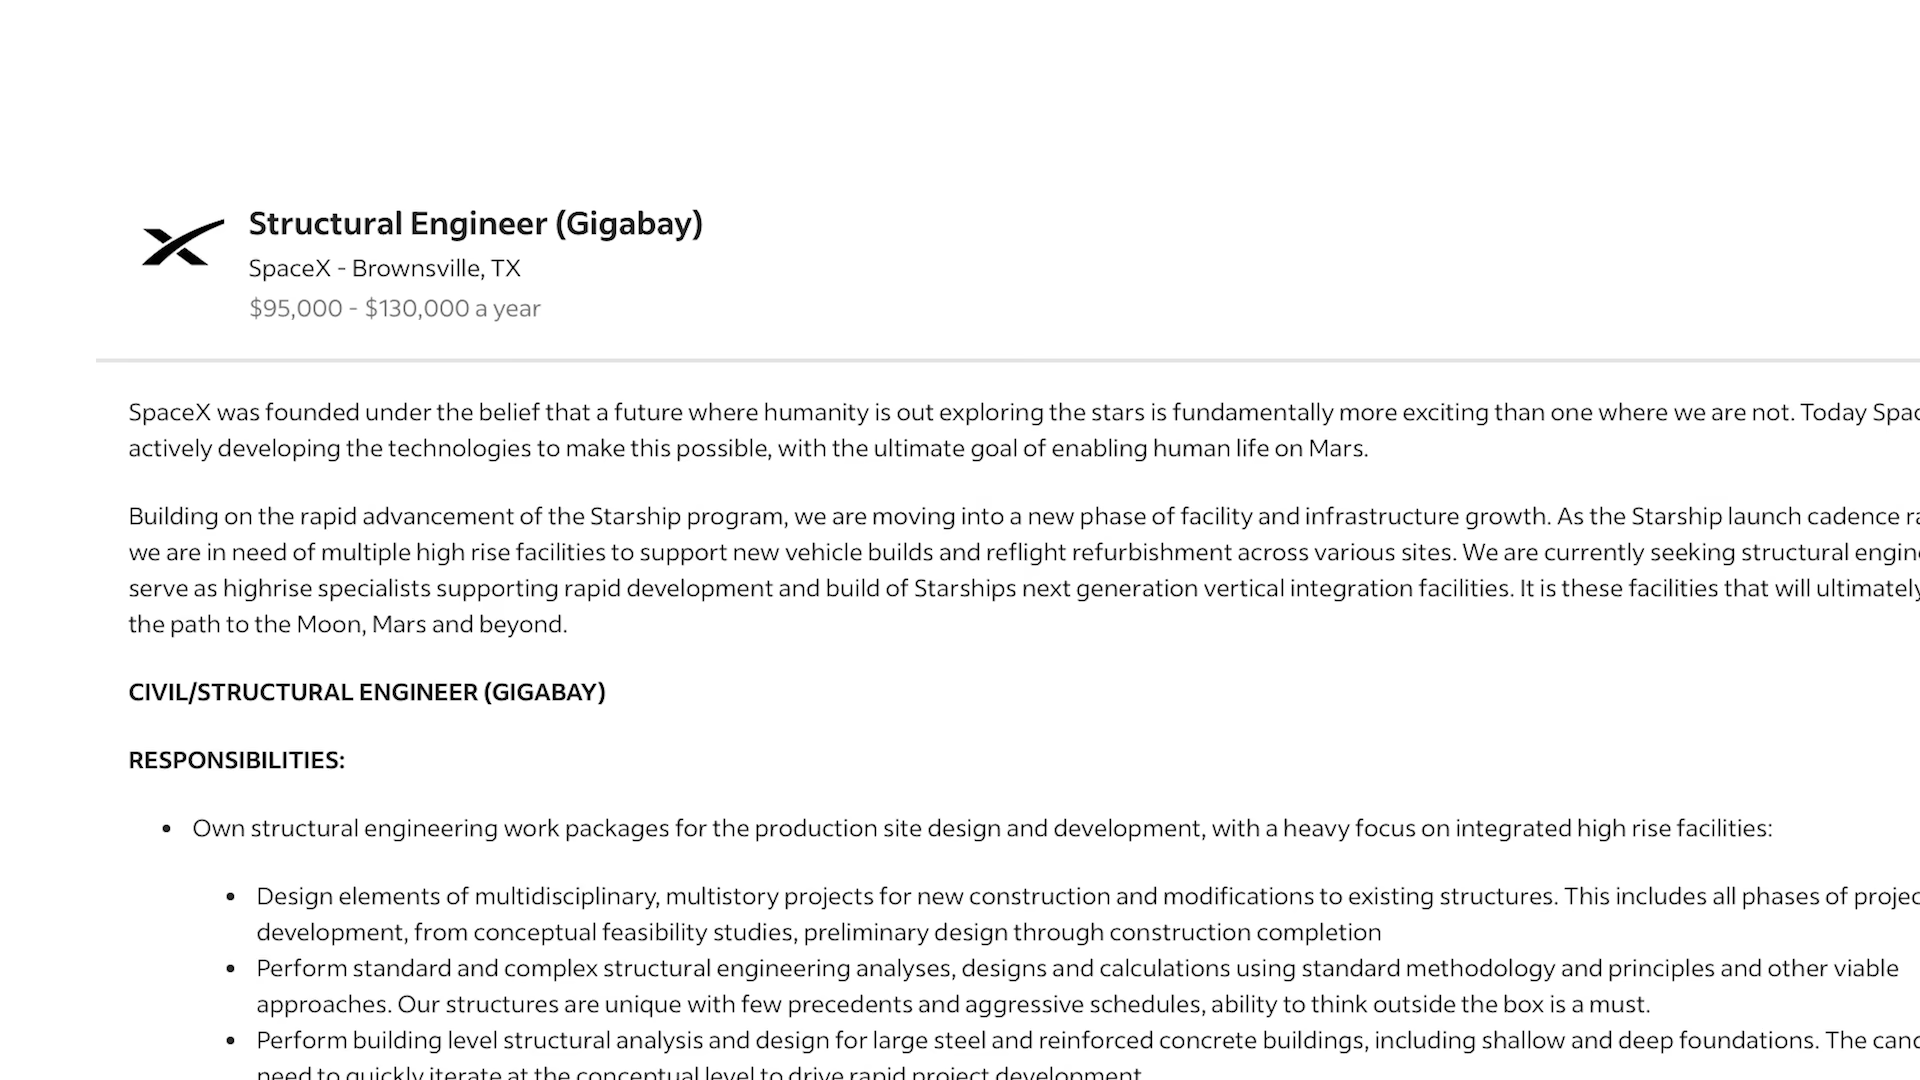 Structural Engineer (Gigabay)
SpaceX - Brownsville, TX
$95,000 - $130,000 a year
SpaceX was founded under the belief that a future where humanity is out exploring the stars is fundamentally more exciting than one where we are not. Today
actively developing the technologies to make this possible, with the ultimate goal of enabling human life on Mars.
Building on the rapid advancement of the Starship program, we are moving into a new phase of facility and infrastructure growth. As the Starship launch cadence
we are in need of multiple high rise facilities to support new vehicle builds and reflight refurbishment across various sites. We are currently seeking structural
serve as highrise specialists supporting rapid development and build of Starships next generation vertical integration facilities. It is these facilities that will ultimately
the path to the Moon, Mars and beyond.
CIVIL/STRUCTURAL ENGINEER (GIGABAY)
RESPONSIBILITIES:
• Own structural engineering work packages for the production site design and development, with a heavy focus on integrated high rise facilities:
• Design elements of multidisciplinary, multistory projects for new construction and modifications to existing structures. This includes all phases of
development, from conceptual feasibility studies, preliminary design through construction completion
• Perform standard and complex structural engineering analyses, designs and calculations using standard methodology and principles and other viable
approaches. Our structures are unique with few precedents and aggressive schedules, ability to think outside the box is a must.
• Perform building level structural analysis and design for large steel and reinforced concrete buildings, including shallow and deep foundations. The
need to quickly iterate at the conceptual level to drive rapid project development